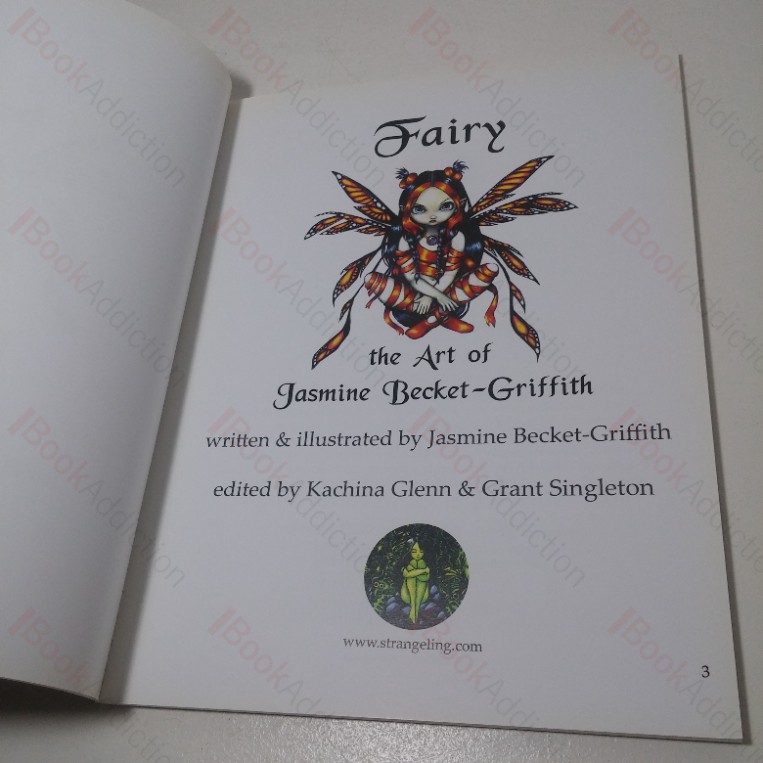 Fairy
the Art of
Jasmine Becket-Griffith
written & illustrated by Jasmine Becket-Griffith
edited by Kachina Glenn & Grant Singleton
www.strangeling.com
3
BookAddiction